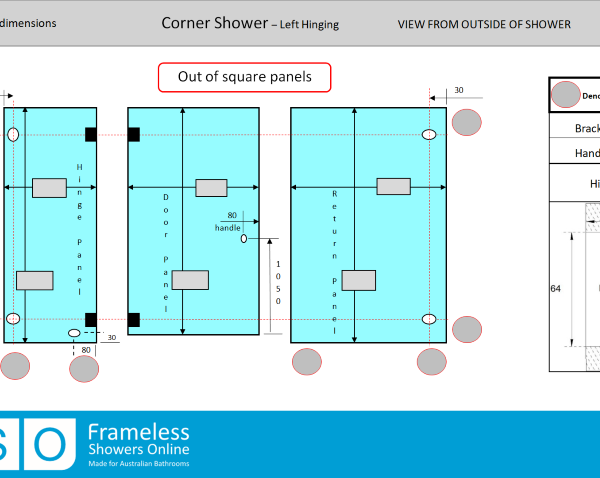 dimensions
Corner Shower – Left Hinging
VIEW FROM OUTSIDE OF SHOWER
Out of square panels
30
Hinge Panel
Door Panel
80
handle
1050
Return Panel
30
80
Brack
Hand
Hi
64
SO
Frameless
Showers Online
Made for Australian Bathrooms